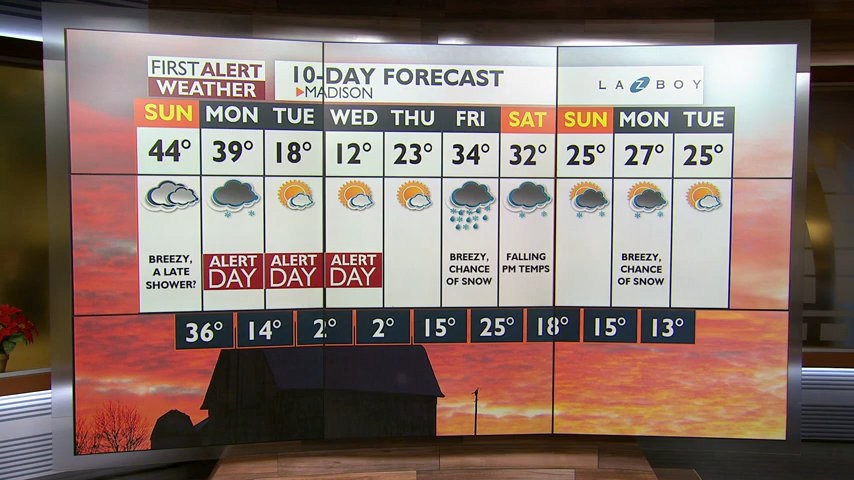 FIRST ALERT
WEATHER
10-DAY FORECAST
MADISON
LA Z BOY
SUN MON TUE WED THU FRI SAT SUN MON TUE
44° 39° 18° 12° 23° 34° 32° 25° 27° 25°
BREEZY,
A LATE
SHOWER?
ALERT
DAY
ALERT
DAY
ALERT
DAY
BREEZY,
CHANCE
OF SNOW
FALLING
PM TEMPS
BREEZY,
CHANCE
OF SNOW
36° 14° 2° 2° 15° 25° 18° 15° 13°